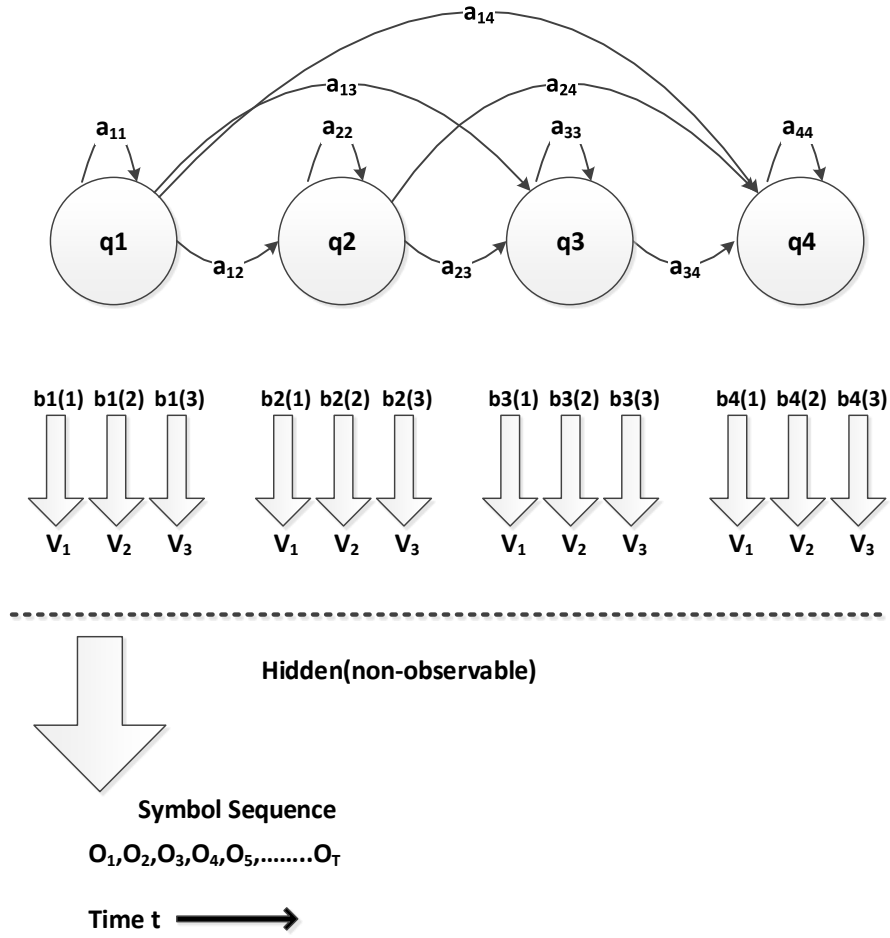 a₁₄
a₁₃ a₂₄
a₁₁ a₂₂ a₃₃ a₄₄
q1 q2 q3 q4
a₁₂ a₂₃ a₃₄
b1(1) b1(2) b1(3) b2(1) b2(2) b2(3) b3(1) b3(2) b3(3) b4(1) b4(2) b4(3)
V₁ V₂ V₃ V₁ V₂ V₃ V₁ V₂ V₃ V₁ V₂ V₃
Hidden(non-observable)
Symbol Sequence
O₁,O₂,O₃,O₄,O₅,........O_T
Time t